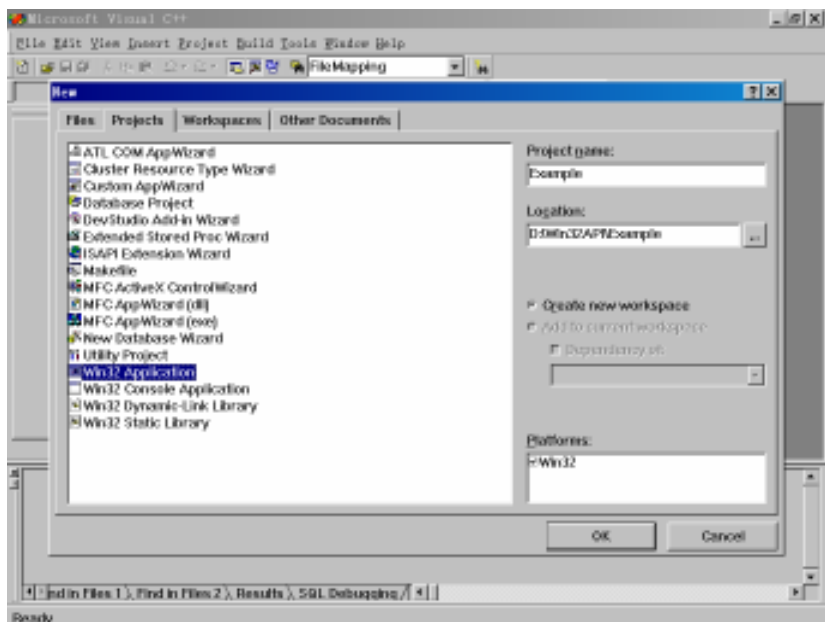 Microsoft Visual C++
File Edit View Insert Project Build Tools Window Help
FileMapping
New
Files Projects Workspaces Other Documents
ATL COM AppWizard
Cluster Resource Type Wizard
Custom AppWizard
Database Project
DevStudio Add-in Wizard
Extended Stored Proc Wizard
ISAPI Extension Wizard
Makefile
MFC ActiveX ControlWizard
MFC AppWizard (dll)
MFC AppWizard (exe)
New Database Wizard
Utility Project
Win32 Application
Win32 Console Application
Win32 Dynamic-Link Library
Win32 Static Library
Project name:
Example
Location:
D:\Win32API\Example
...
Create new workspace
Add to current workspace
Dependency of:
Platforms:
Win32
OK Cancel
nd in Files 1 Find in Files 2 Results SQL Debugging
Ready